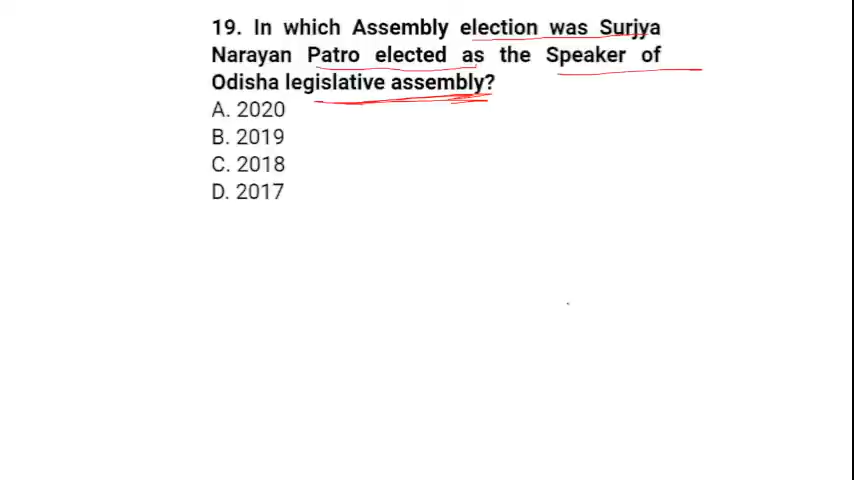 19. In which Assembly election was Surjya
Narayan Patro elected as the Speaker of
Odisha legislative assembly?
A. 2020
B. 2019
C. 2018
D. 2017